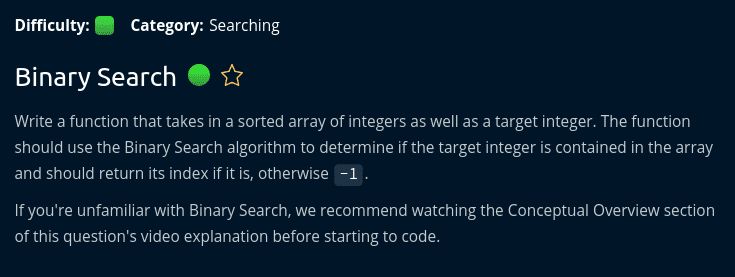 Difficulty: Category: Searching
Binary Search
Write a function that takes in a sorted array of integers as well as a target integer. The function
should use the Binary Search algorithm to determine if the target integer is contained in the array
and should return its index if it is, otherwise -1 .
If you're unfamiliar with Binary Search, we recommend watching the Conceptual Overview section
of this question's video explanation before starting to code.